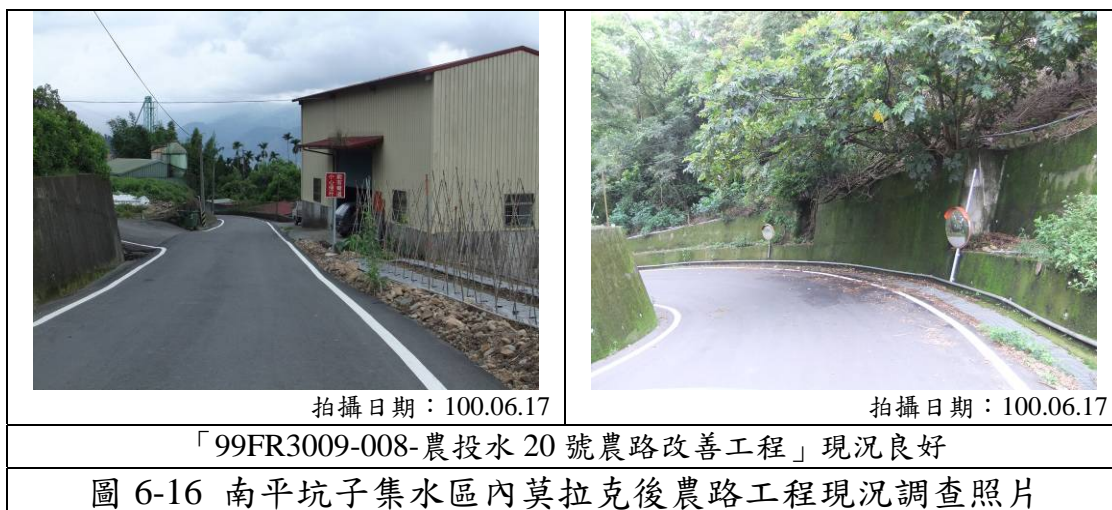 拍攝日期：100.06.17
拍攝日期：100.06.17
「99FR3009-008-農投水 20 號農路改善工程」現況良好
圖 6-16 南平坑子集水區內莫拉克後農路工程現況調查照片